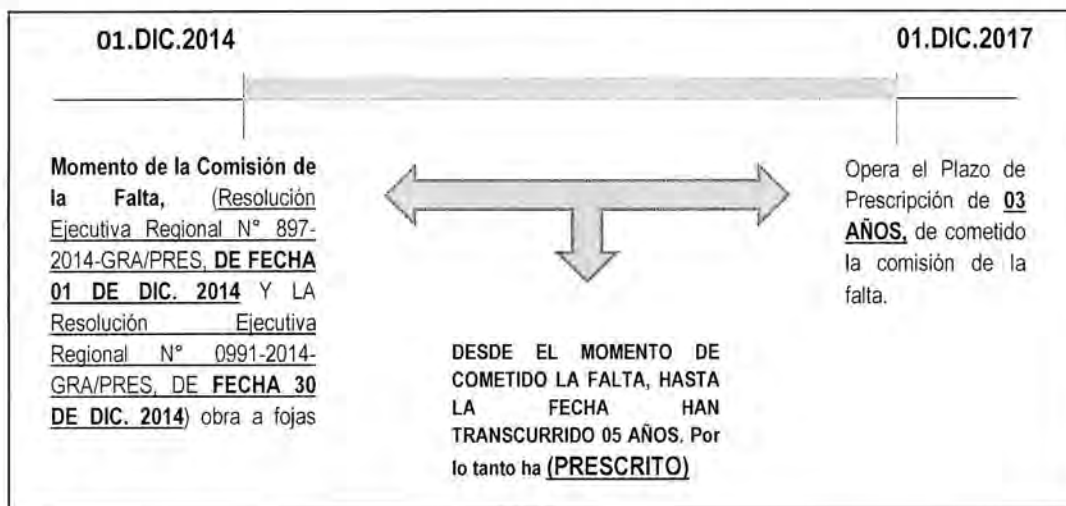 01.DIC.2014
01.DIC.2017
Momento de la Comisión de
la Falta, (Resolución
Ejecutiva Regional N° 897-
2014-GRA/PRES, DE FECHA
01 DE DIC. 2014 Y LA
Resolución Ejecutiva
Regional N° 0991-2014-
GRA/PRES, DE FECHA 30
DE DIC. 2014) obra a fojas
DESDE EL MOMENTO DE
COMETIDO LA FALTA, HASTA
LA FECHA HAN
TRANSCURRIDO 05 AÑOS. Por
lo tanto ha (PRESCRITO)
Opera el Plazo de
Prescripción de 03
AÑOS, de cometido
la comisión de la
falta.